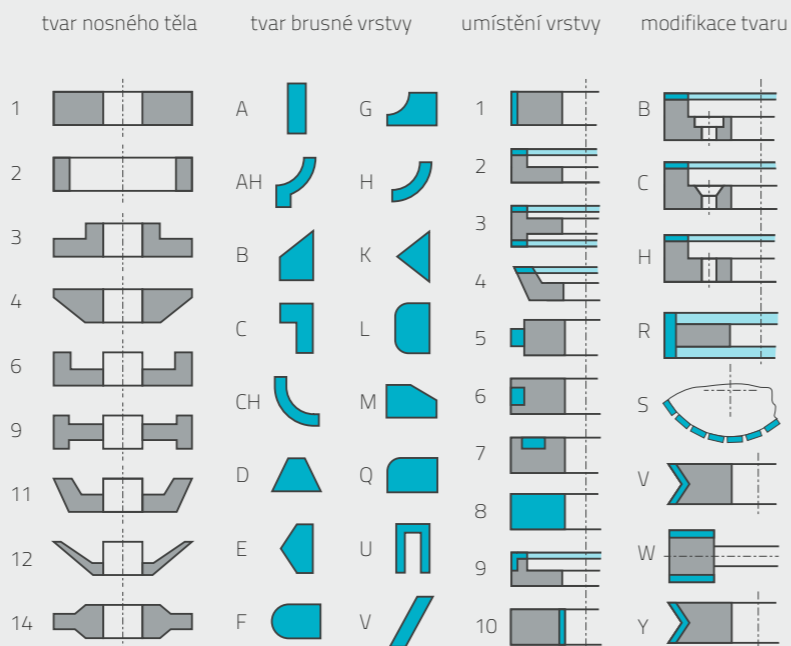 tvar nosného těla
tvar brusné vrstvy
umístění vrstvy
modifikace tvaru
1
2
3
4
6
9
11
12
14
A
AH
B
C
CH
D
E
F
G
H
K
L
M
Q
U
V
1
2
3
4
5
6
7
8
9
10
B
C
H
R
S
V
W
Y